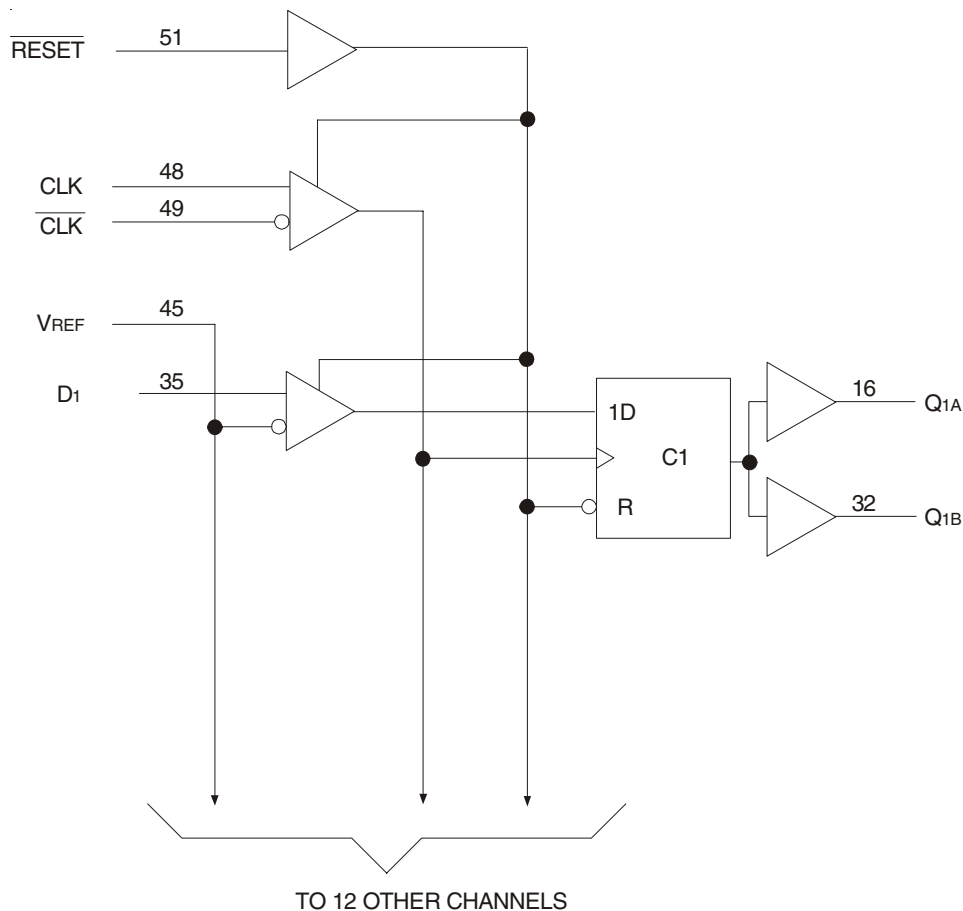 RESET 51
CLK 48
CLK 49
VREF 45
D1 35
1D
C1
R
16 Q1A
32 Q1B
TO 12 OTHER CHANNELS